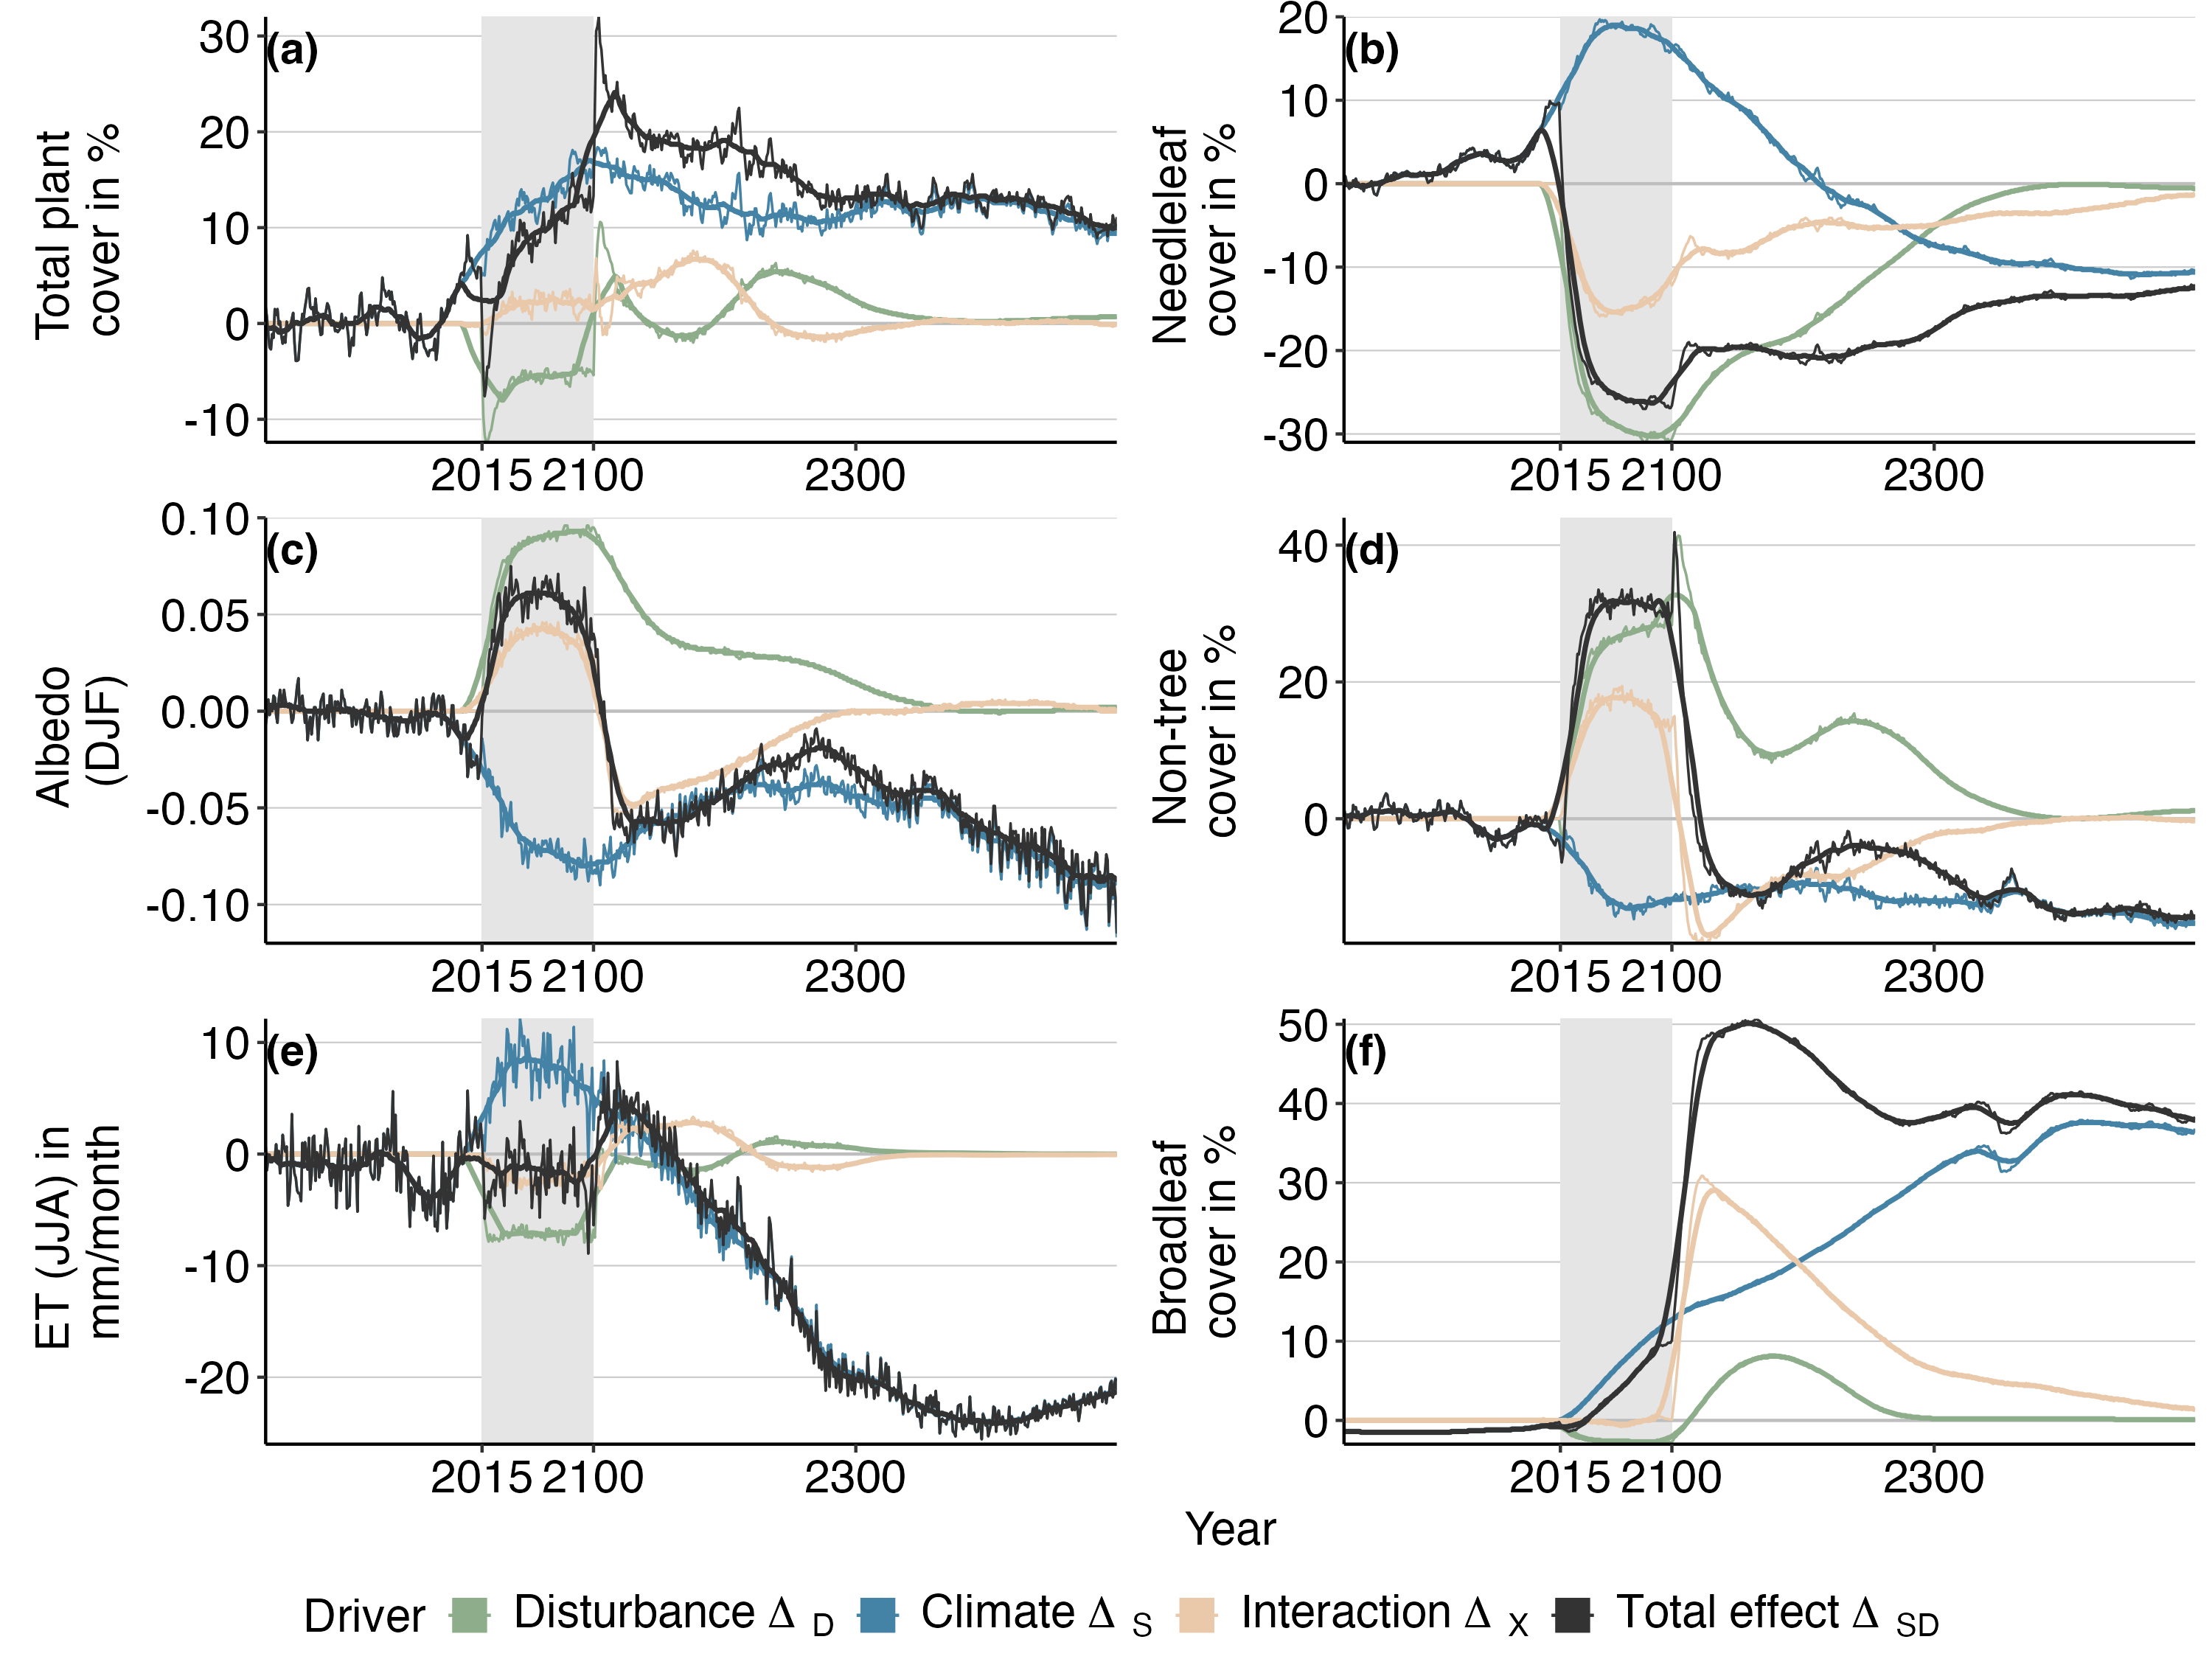 (a)
Total plant
cover in %
30
20
10
0
-10
2015 2100 2300
(b)
Needleleaf
cover in %
20
10
0
-10
-20
-30
2015 2100 2300
(c)
Albedo
(DJF)
0.10
0.05
0.00
-0.05
-0.10
2015 2100 2300
(d)
Non-tree
cover in %
40
20
0
2015 2100 2300
(e)
ET (JJA) in
mm/month
10
0
-10
-20
2015 2100 2300
(f)
Broadleaf
cover in %
50
40
30
20
10
0
2015 2100 2300
Year
Driver Disturbance Δ D Climate Δ S Interaction Δ X Total effect Δ SD